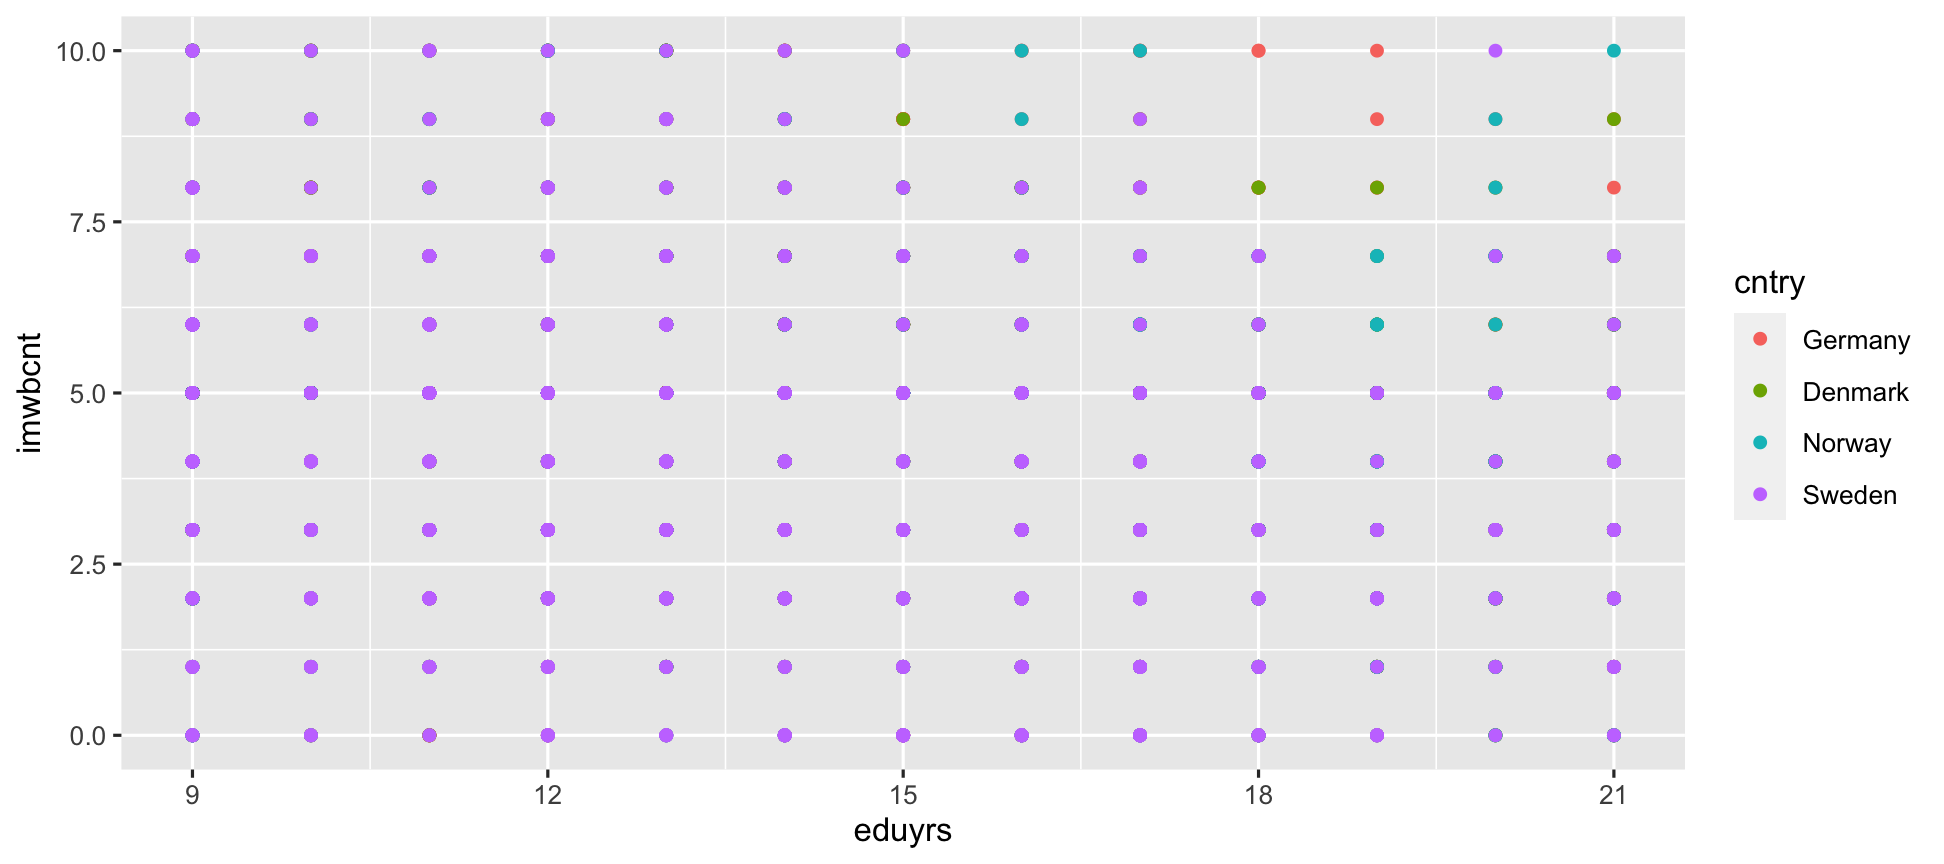 10.0
7.5
5.0
2.5
0.0
imwbcnt
9 12 15 18 21
eduyrs
cntry
Germany
Denmark
Norway
Sweden